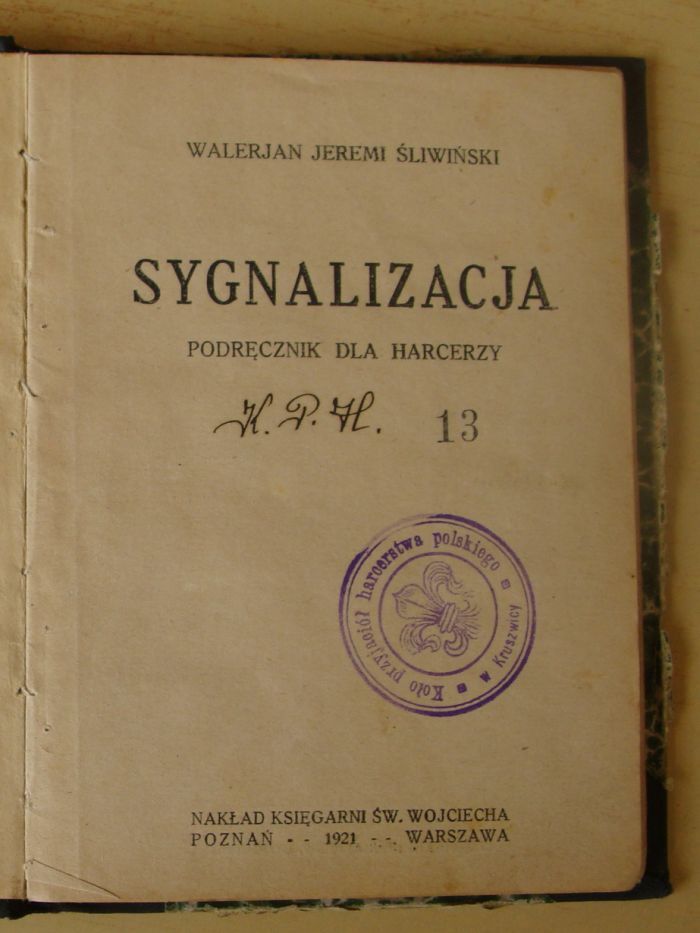 WALERJAN JEREMI ŚLIWIŃSKI
SYGNALIZACJA
PODRĘCZNIK DLA HARCERZY
K. P. H. 13
Koło przyjaciół harcerstwa polskiego
w Kruszwicy
NAKŁAD KSIĘGARNI ŚW. WOJCIECHA
POZNAŃ - - 1921 - - WARSZAWA